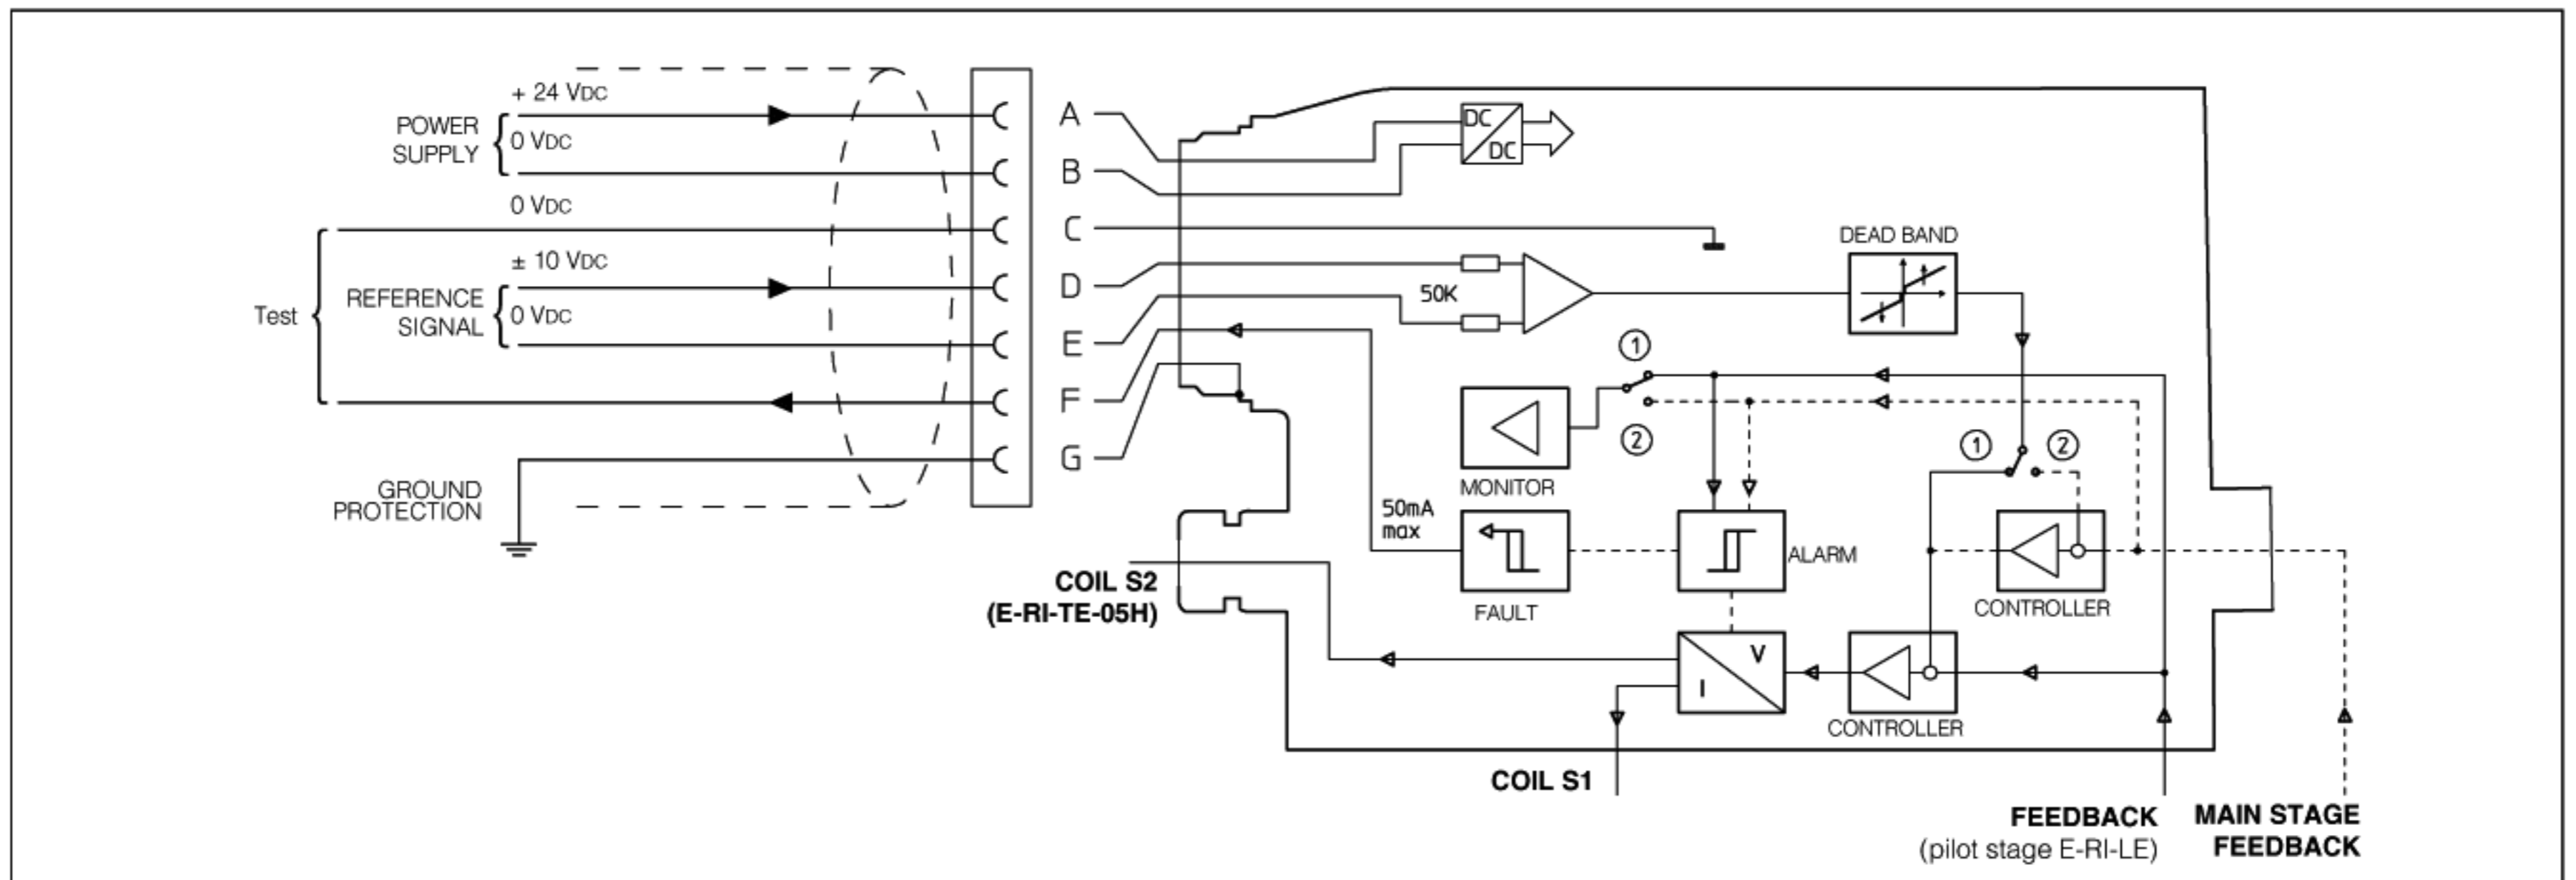 + 24 VDC
POWER
SUPPLY
0 VDC
0 VDC
± 10 VDC
Test
REFERENCE
SIGNAL
0 VDC
GROUND
PROTECTION
A
B
C
D
E
F
G
DC
DC
50K
DEAD BAND
①
②
MONITOR
① ②
50mA
max
FAULT
ALARM
CONTROLLER
COIL S2
(E-RI-TE-05H)
V
I
CONTROLLER
COIL S1
FEEDBACK
(pilot stage E-RI-LE)
MAIN STAGE
FEEDBACK